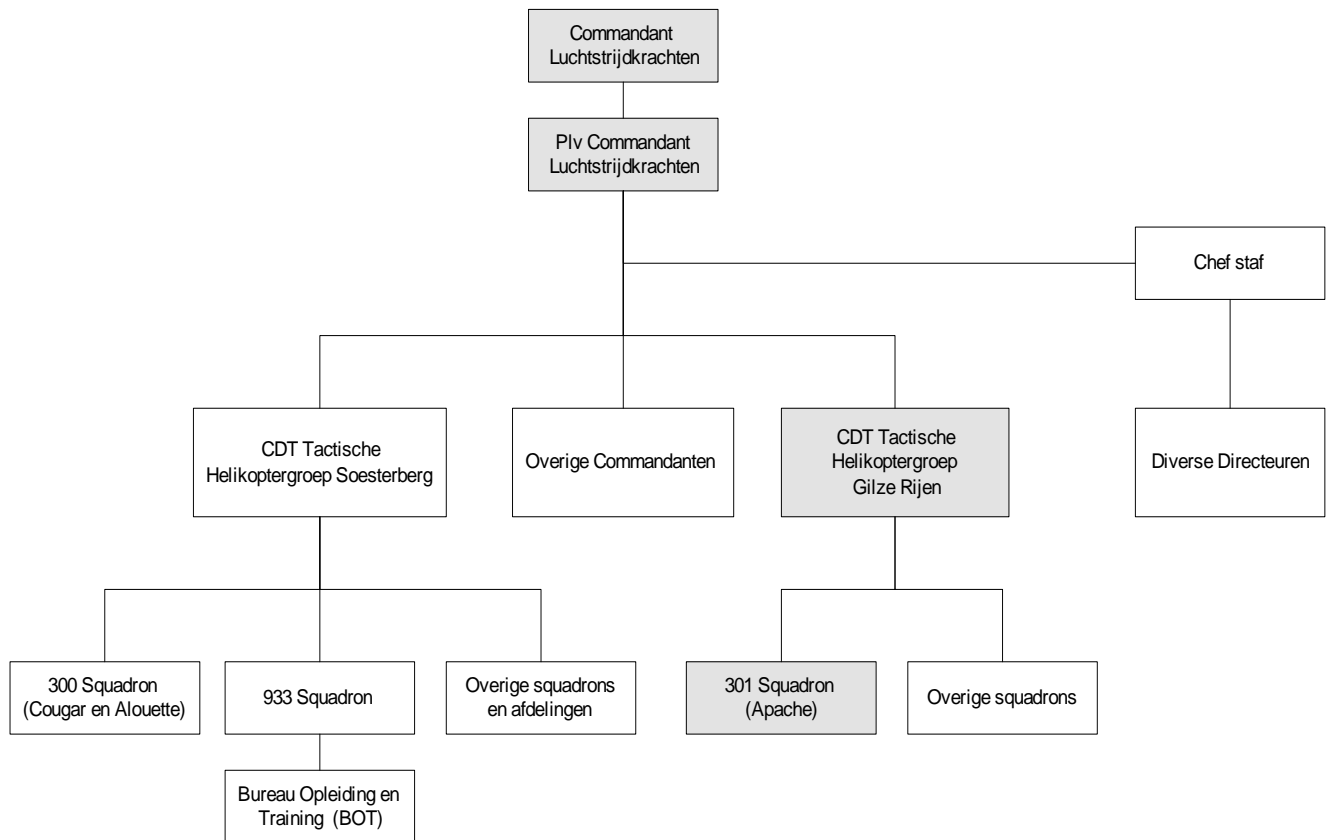 Commandant
Luchtstrijdkrachten
Plv Commandant
Luchtstrijdkrachten
Chef staf
CDT Tactische
Helikoptergroep Soesterberg
Overige Commandanten
CDT Tactische
Helikoptergroep
Gilze Rijen
Diverse Directeuren
300 Squadron
(Cougar en Alouette)
933 Squadron
Overige squadrons
en afdelingen
301 Squadron
(Apache)
Overige squadrons
Bureau Opleiding en
Training (BOT)